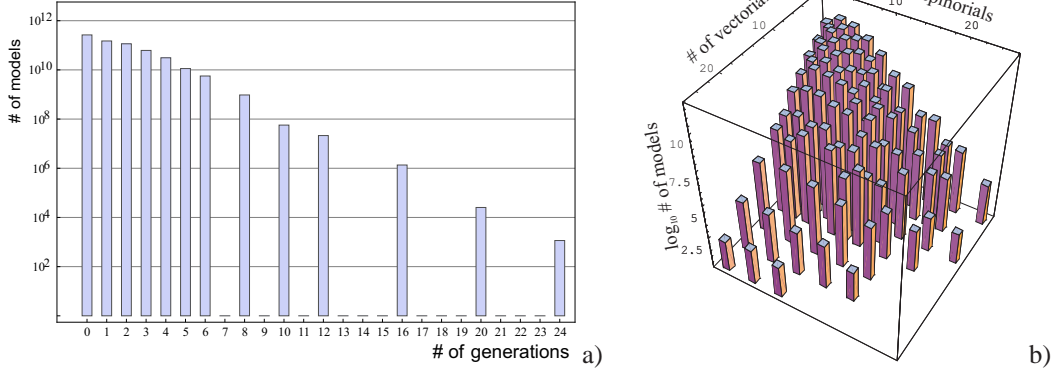 # of models
10^12
10^10
10^8
10^6
10^4
10^2
0 1 2 3 4 5 6 7 8 9 10 11 12 13 14 15 16 17 18 19 20 21 22 23 24
# of generations
a)
10
20
# of
10
20
log10 # of models
10
7.5
5
2.5
b)